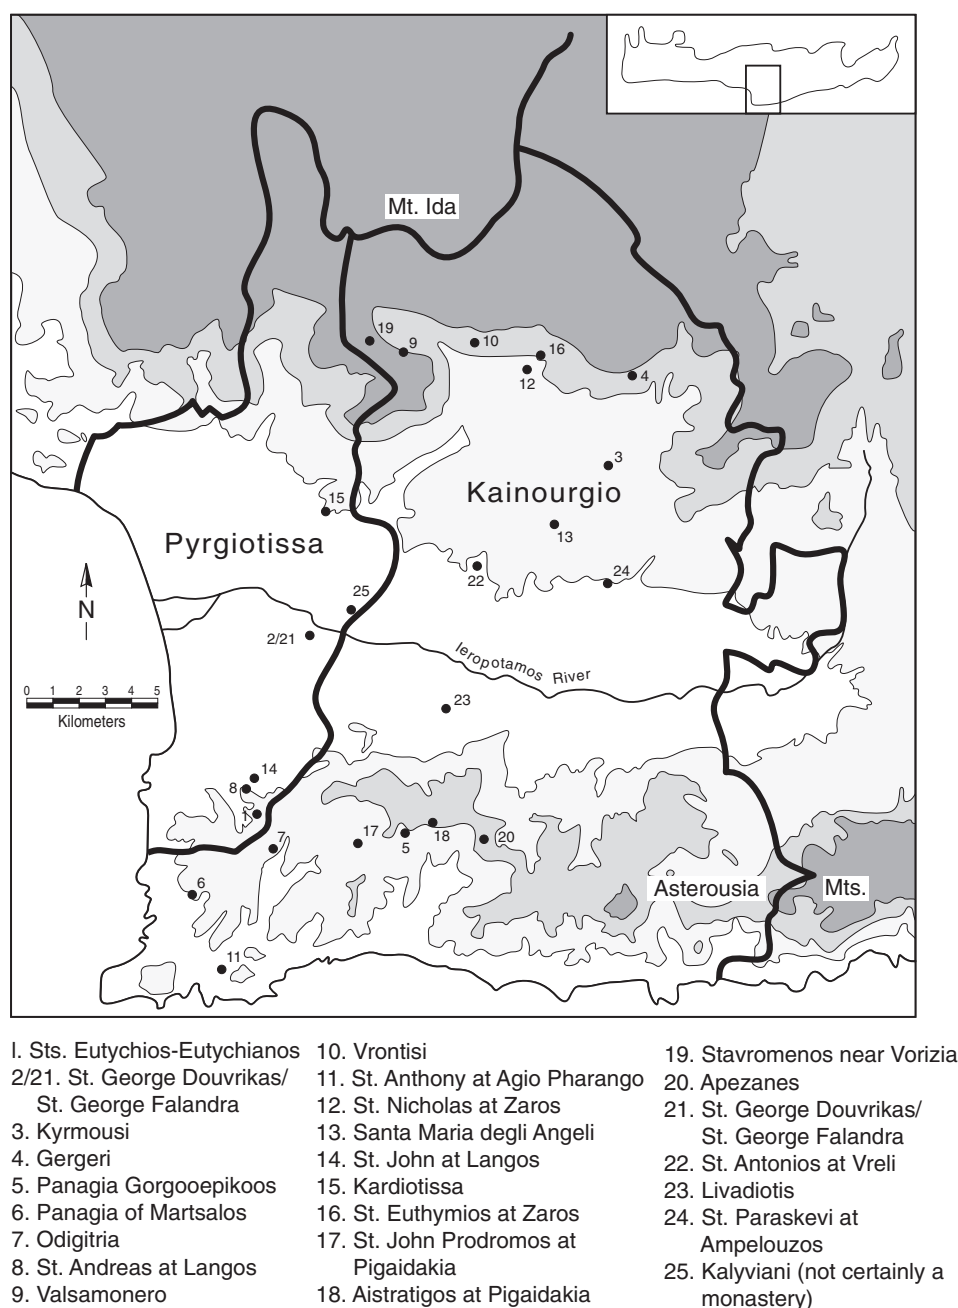 Mt. Ida
19
9
10
16
12
4
3
Kainourgio
15
13
Pyrgiotissa
22
24
25
N
2/21
Ieropotamos River
0 1 2 3 4 5
Kilometers
23
14
8
1
7
17
5
18
20
6
Asterousia Mts.
11
I. Sts. Eutychios-Eutychianos
2/21. St. George Douvrikas/
St. George Falandra
3. Kyrmousi
4. Gergeri
5. Panagia Gorgooepikoos
6. Panagia of Martsalos
7. Odigitria
8. St. Andreas at Langos
9. Valsamonero
10. Vrontisi
11. St. Anthony at Agio Pharango
12. St. Nicholas at Zaros
13. Santa Maria degli Angeli
14. St. John at Langos
15. Kardiotissa
16. St. Euthymios at Zaros
17. St. John Prodromos at
Pigaidakia
18. Aistratigos at Pigaidakia
19. Stavromenos near Vorizia
20. Apezanes
21. St. George Douvrikas/
St. George Falandra
22. St. Antonios at Vreli
23. Livadiotis
24. St. Paraskevi at
Ampelouzos
25. Kalyviani (not certainly a
monastery)